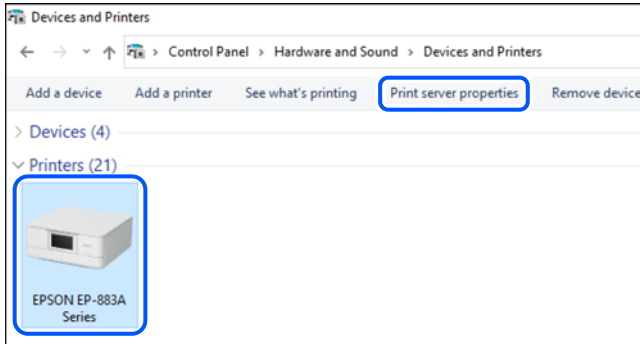 Devices and Printers
Control Panel > Hardware and Sound > Devices and Printers
Add a device Add a printer See what's printing Print server properties Remove device
Devices (4)
Printers (21)
EPSON EP-883A
Series